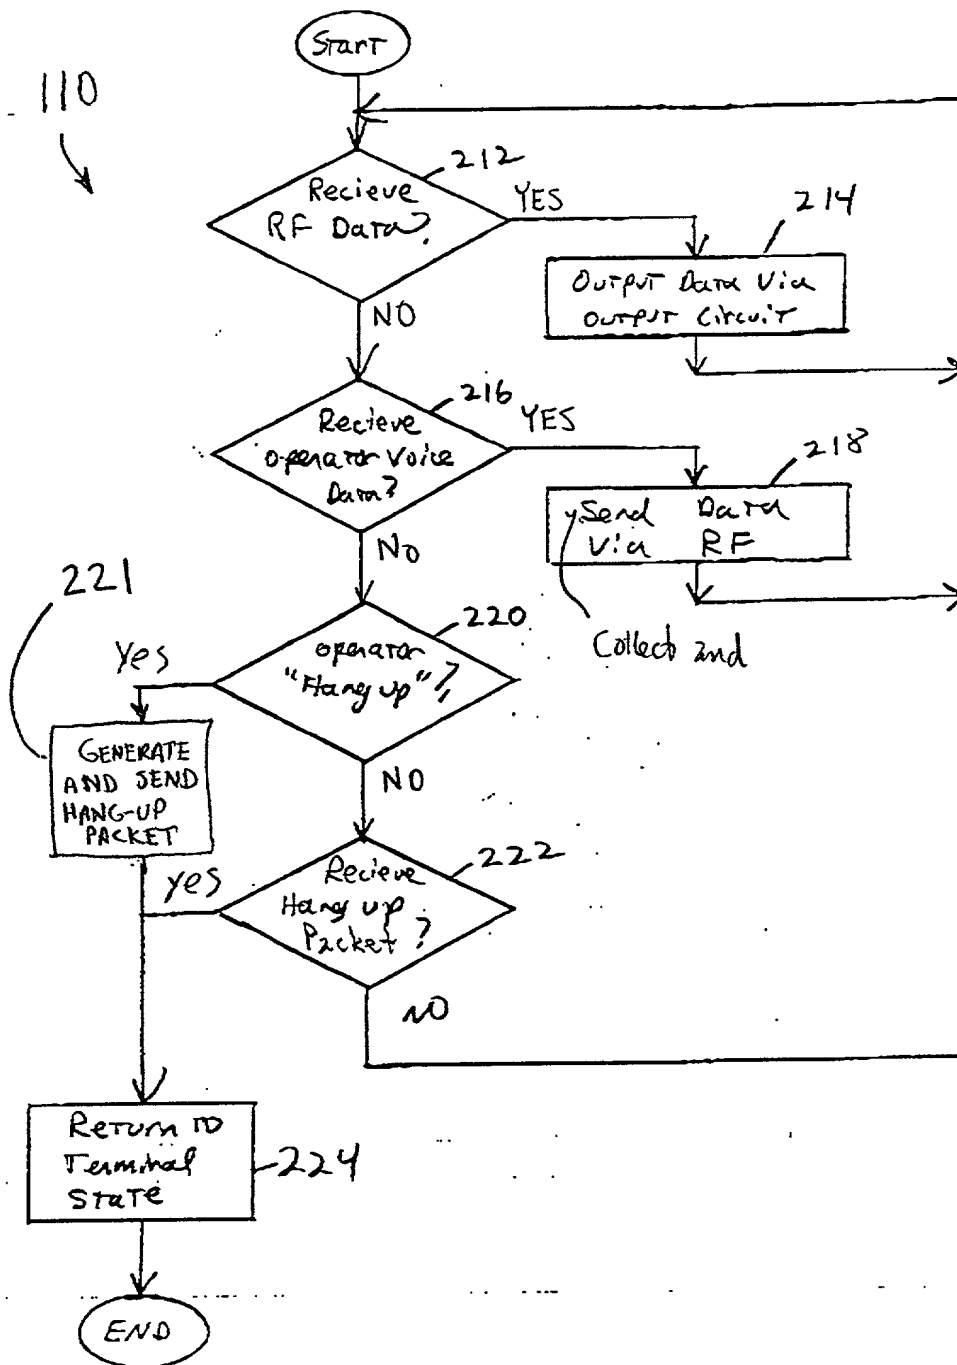 Start
110
212
Recieve
RF Data?
YES
214
Output Data Via
Output Circuit
NO
216
Recieve
operator Voice
Data?
YES
218
Send Data
Via RF
Collect and
No
221
220
operator
"Hang up"?
Yes
GENERATE
AND SEND
HANG-UP
PACKET
NO
222
Recieve
Hang up
Packet?
Yes
NO
Return to
Terminal
State
224
END